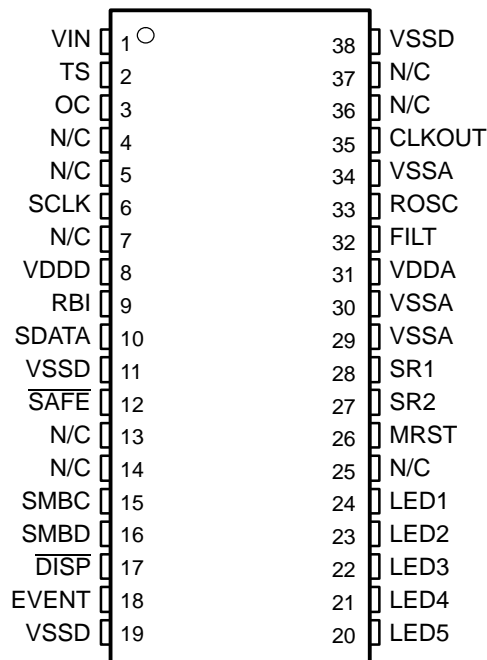 VIN 1 38 VSSD
TS 2 37 N/C
OC 3 36 N/C
N/C 4 35 CLKOUT
N/C 5 34 VSSA
SCLK 6 33 ROSC
N/C 7 32 FILT
VDDD 8 31 VDDA
RBI 9 30 VSSA
SDATA 10 29 VSSA
VSSD 11 28 SR1
SAFE 12 27 SR2
N/C 13 26 MRST
N/C 14 25 N/C
SMBC 15 24 LED1
SMBD 16 23 LED2
DISP 17 22 LED3
EVENT 18 21 LED4
VSSD 19 20 LED5